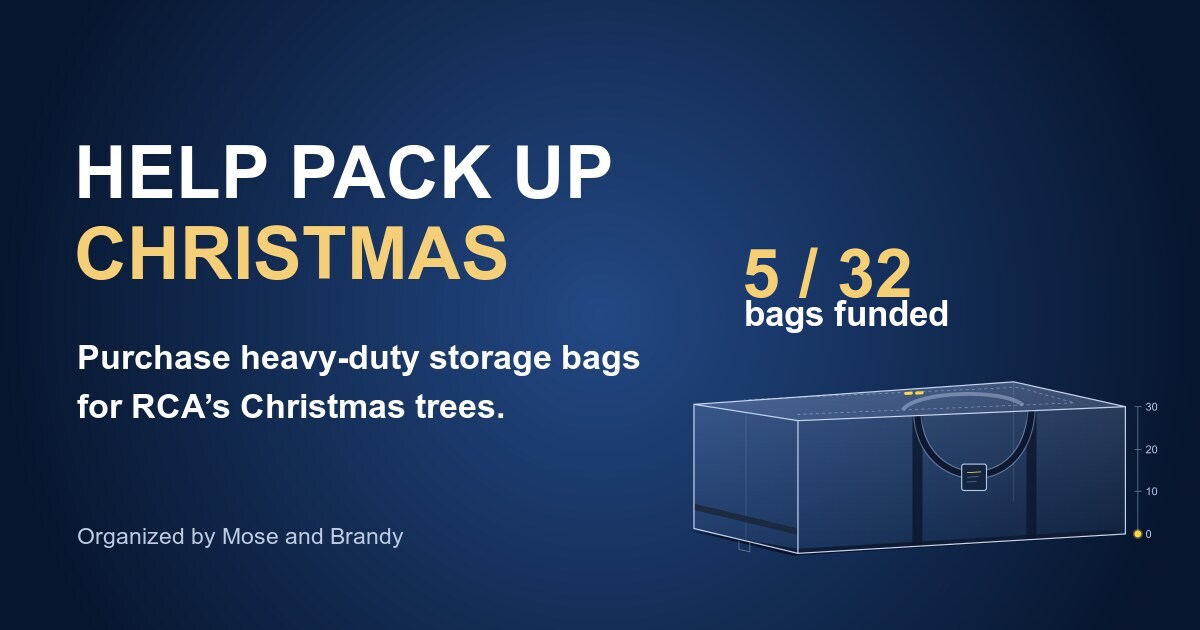 HELP PACK UP
CHRISTMAS
Purchase heavy-duty storage bags
for RCA’s Christmas trees.
Organized by Mose and Brandy
5 / 32
bags funded
30
20
10
0